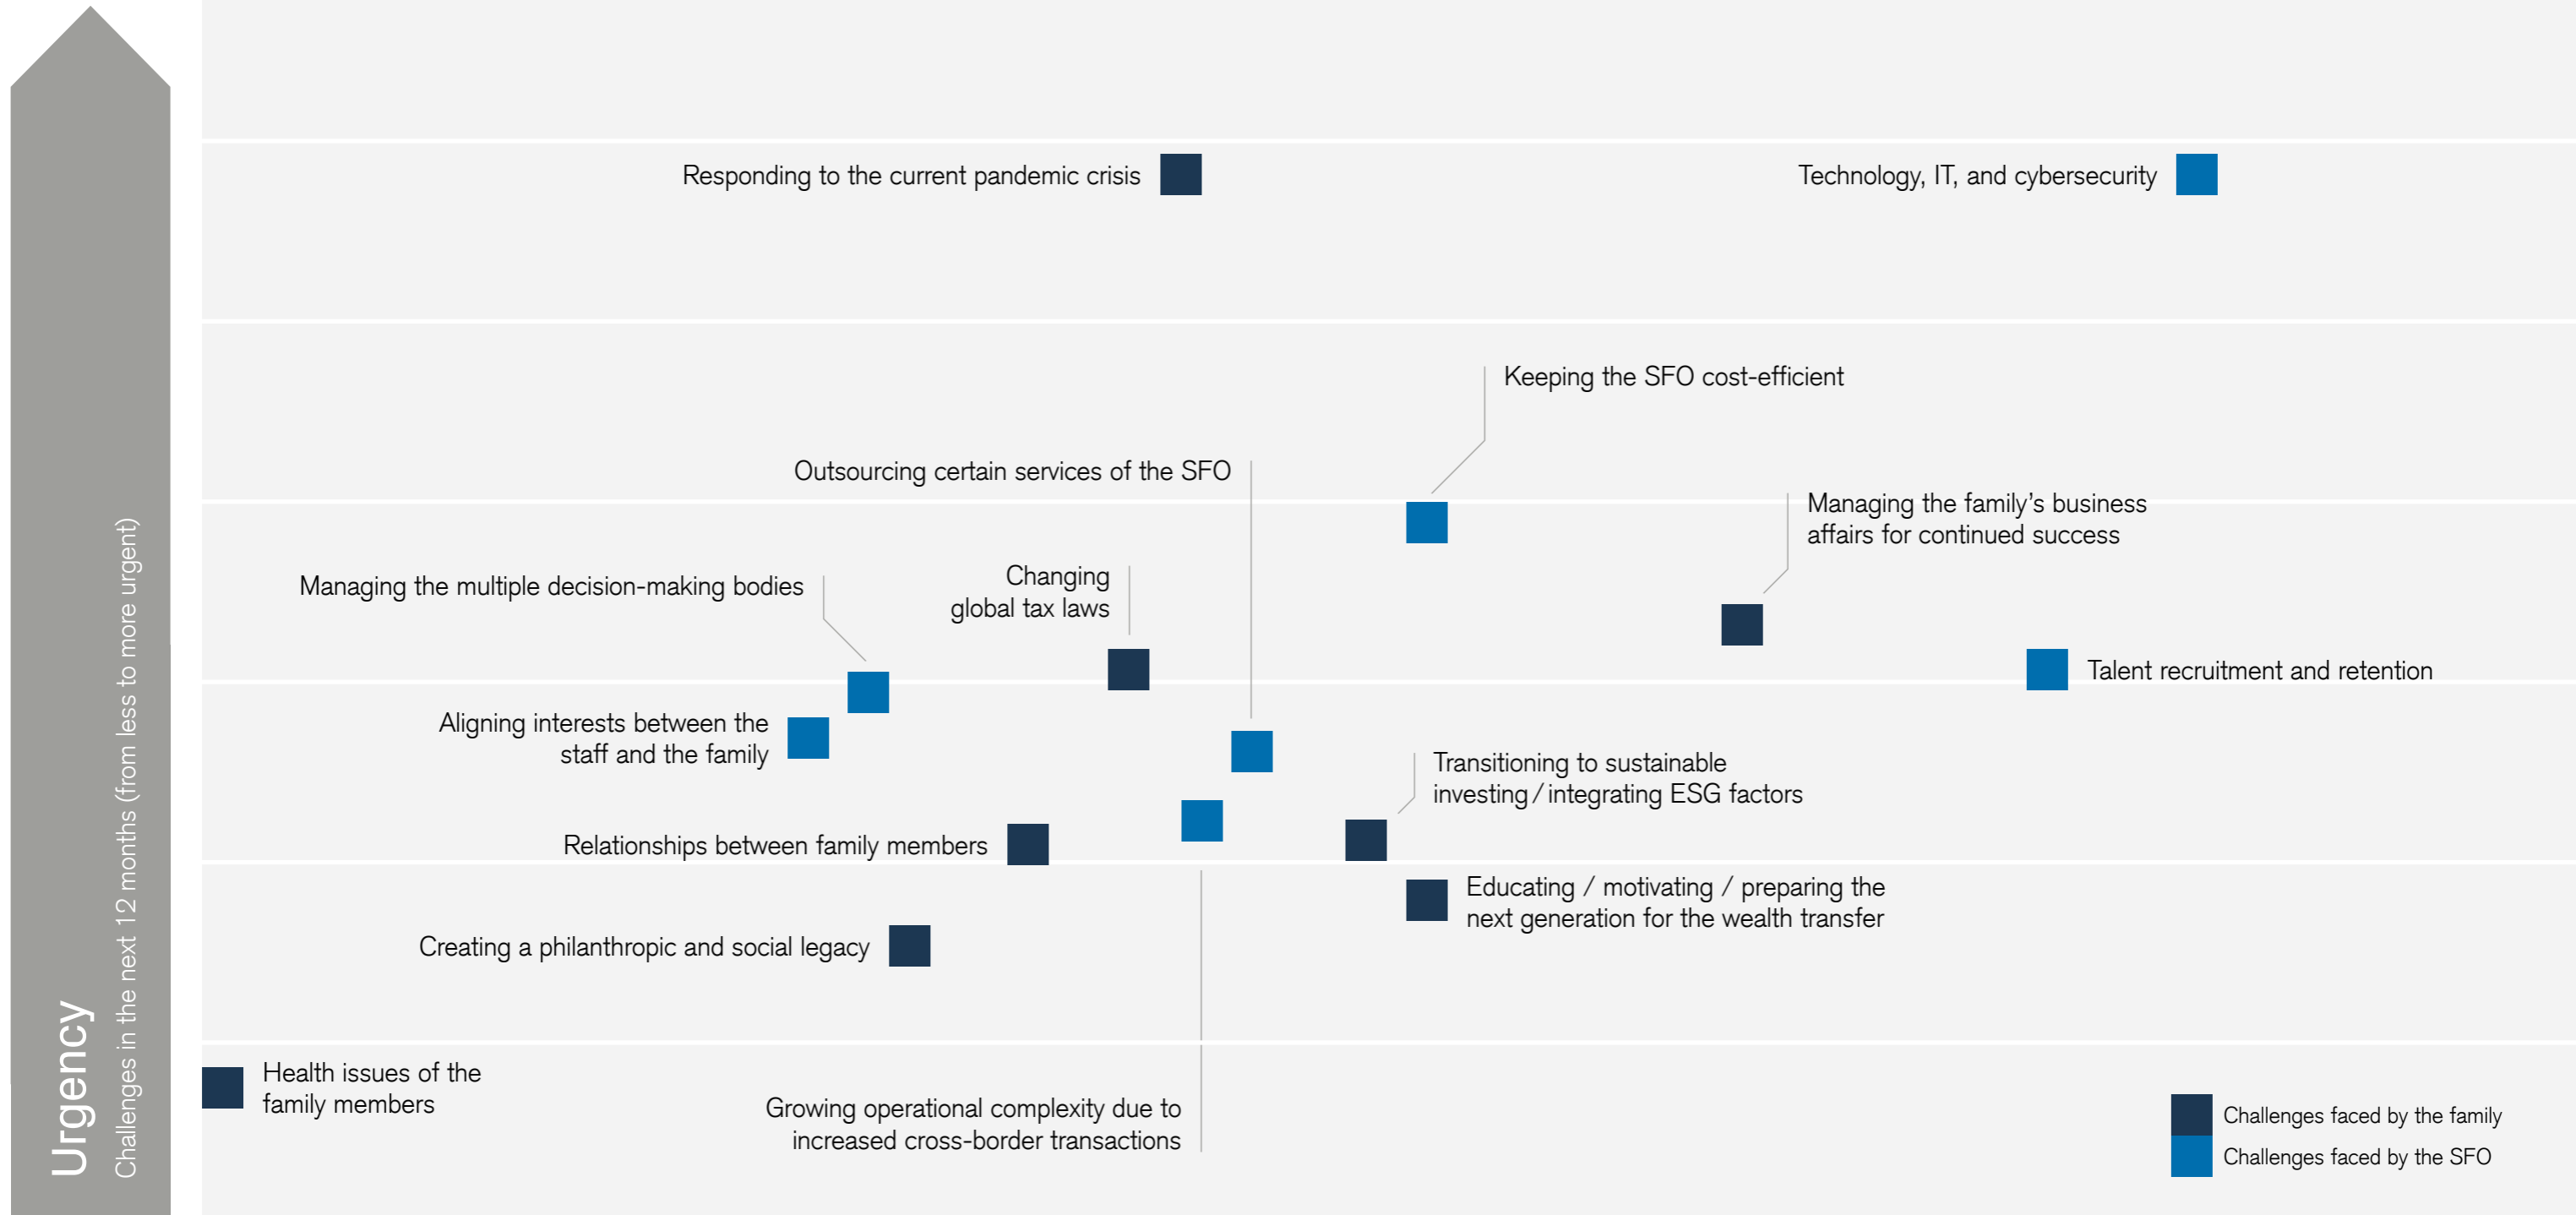 Urgency
Challenges in the next 12 months (from less to more urgent)
Responding to the current pandemic crisis
Technology, IT, and cybersecurity
Keeping the SFO cost-efficient
Outsourcing certain services of the SFO
Managing the family’s business
affairs for continued success
Changing
global tax laws
Managing the multiple decision-making bodies
Talent recruitment and retention
Aligning interests between the
staff and the family
Transitioning to sustainable
investing / integrating ESG factors
Relationships between family members
Educating / motivating / preparing the
next generation for the wealth transfer
Creating a philanthropic and social legacy
Health issues of the
family members
Growing operational complexity due to
increased cross-border transactions
Challenges faced by the family
Challenges faced by the SFO